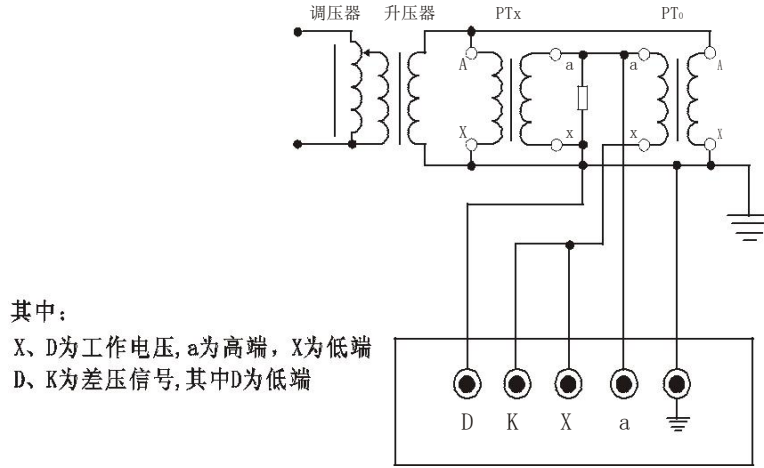 调压器 升压器 PTx PT₀
A a a A
X x x X
其中:
X、D为工作电压,a为高端，X为低端
D、K为差压信号,其中D为低端
D K X a